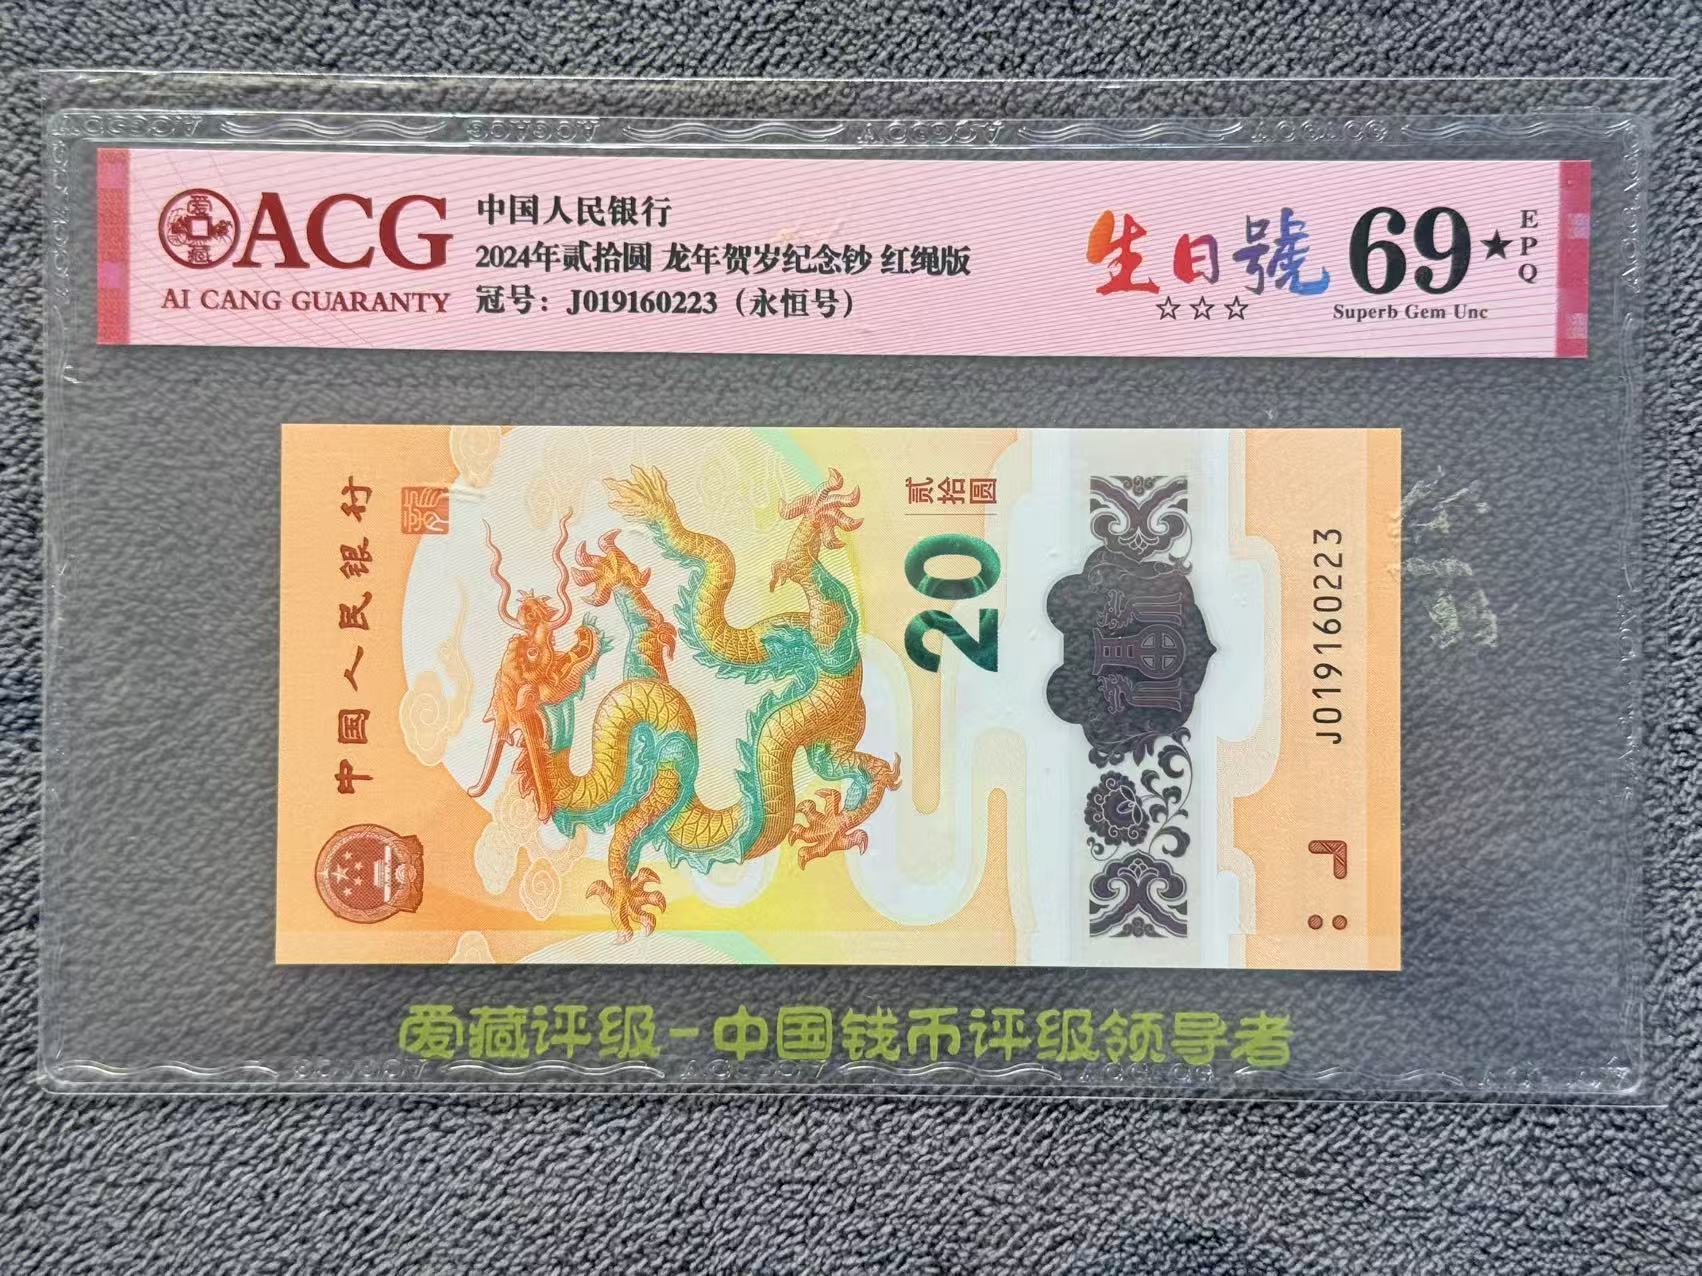 ACG
AI CANG GUARANTY
中国人民银行
2024年贰拾圆 龙年贺岁纪念钞 红绳版
冠号：J019160223（永恒号）
生日號
☆☆☆
69★
EPQ
Superb Gem Unc
中国人民银行
贰拾圆
20
J019160223
爱藏评级-中国钱币评级领导者